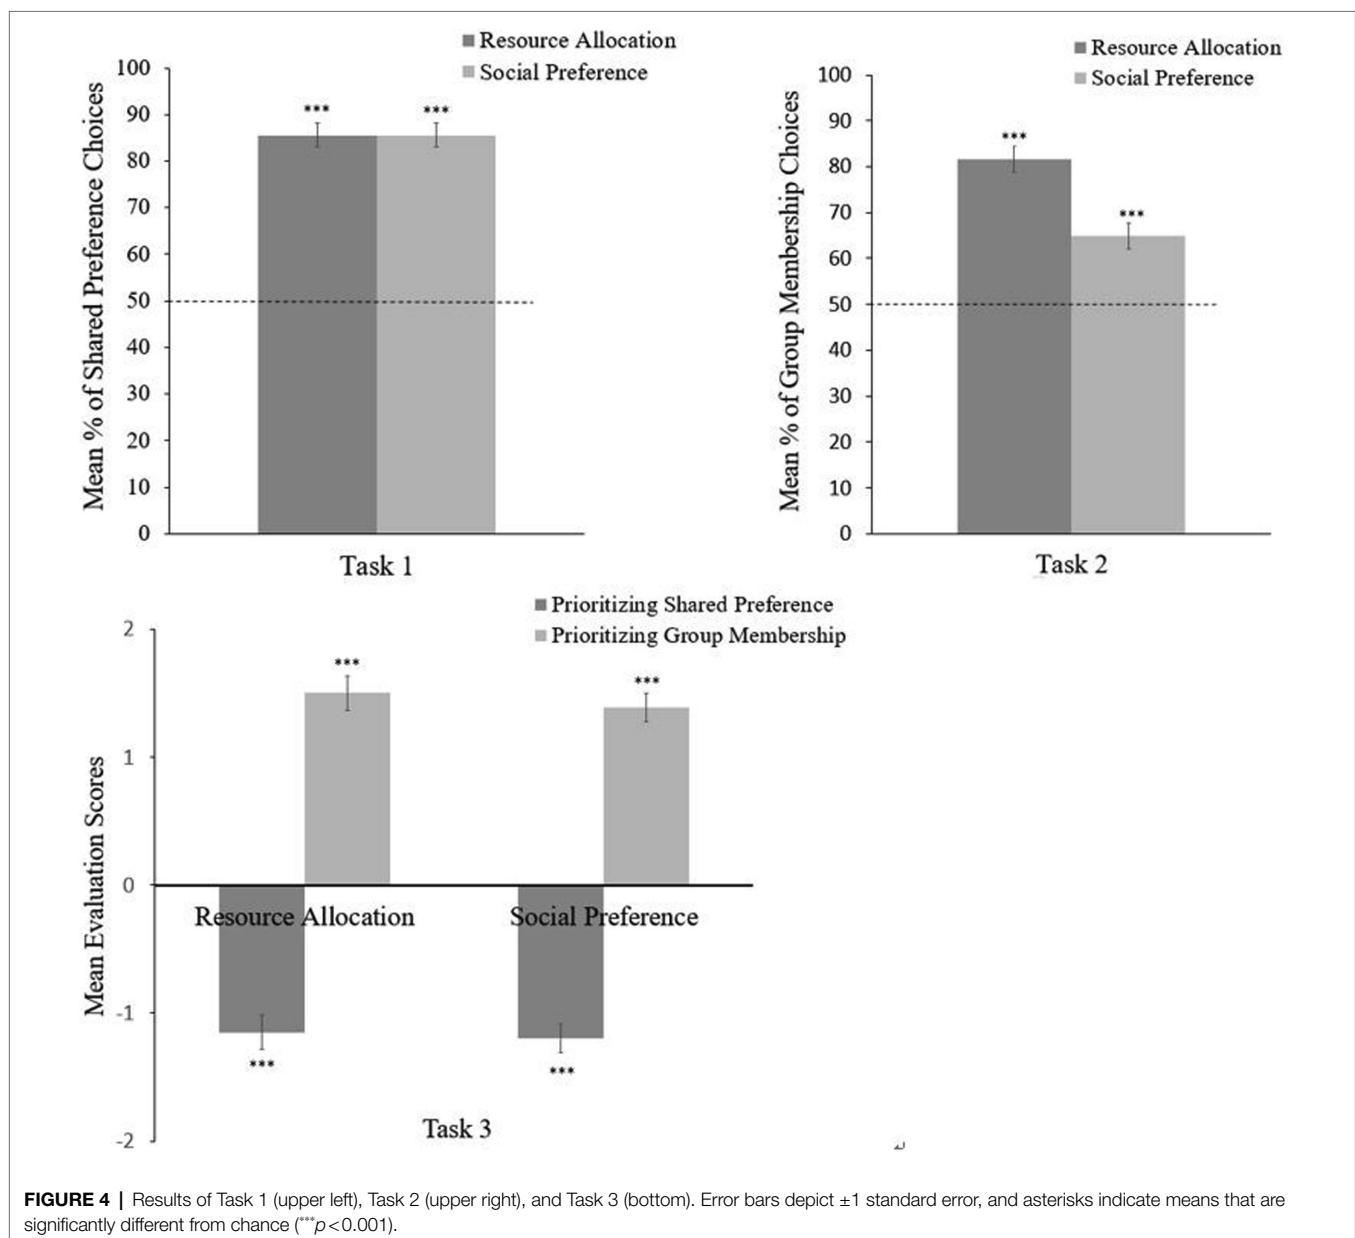 Resource Allocation
Social Preference
Mean % of Shared Preference Choices
100
90
80
70
60
50
40
30
20
10
0
***
***
Task 1
Resource Allocation
Social Preference
Mean % of Group Membership Choices
100
90
80
70
60
50
40
30
20
10
0
***
***
Task 2
Prioritizing Shared Preference
Prioritizing Group Membership
Mean Evaluation Scores
2
1
0
-1
-2
***
***
Resource Allocation
Social Preference
***
***
Task 3
FIGURE 4 | Results of Task 1 (upper left), Task 2 (upper right), and Task 3 (bottom). Error bars depict ±1 standard error, and asterisks indicate means that are
significantly different from chance (***p<0.001).